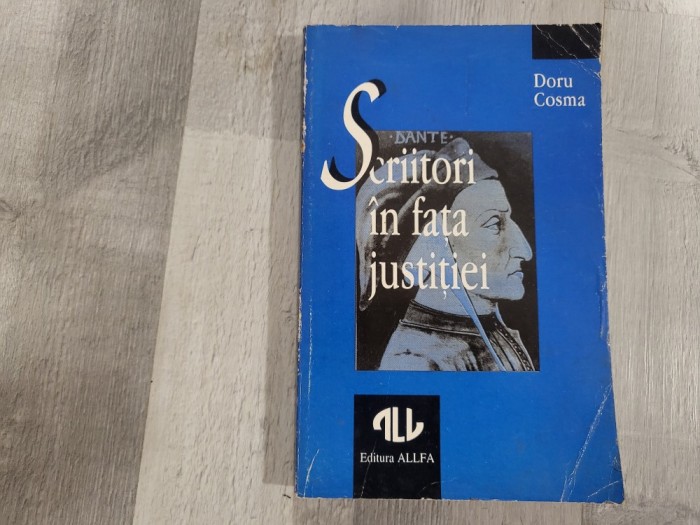 Doru
Cosma
·DANTE·
Scriitori
în fața
justiției
ALL
Editura ALLFA